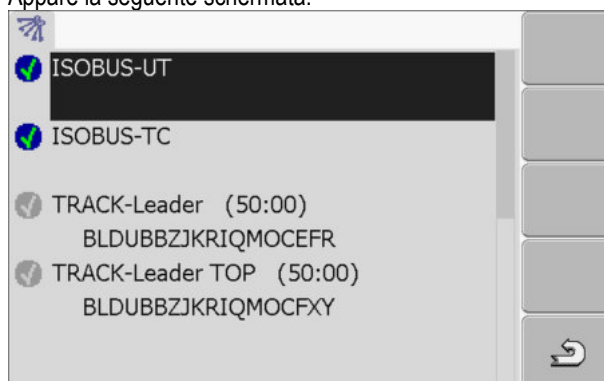 Appare la seguente schermata:
ISOBUS-UT
ISOBUS-TC
TRACK-Leader (50:00)
BLDUBBZJKRIQMOCEFR
TRACK-Leader TOP (50:00)
BLDUBBZJKRIQMOCFXY